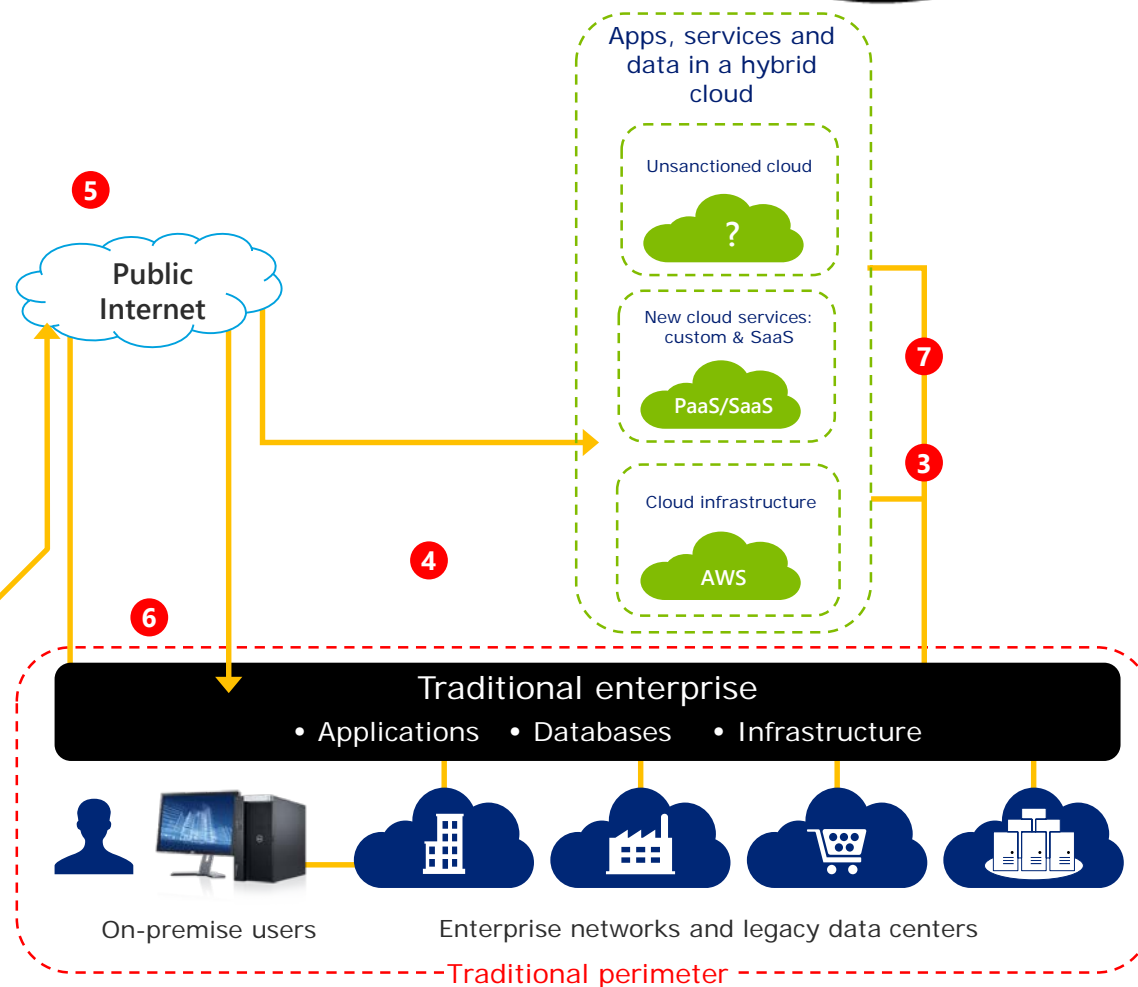 Apps, services and
data in a hybrid
cloud
Unsanctioned cloud
?
5
Public
Internet
New cloud services:
custom & SaaS
PaaS/SaaS
7
3
Cloud infrastructure
AWS
4
6
Traditional enterprise
• Applications • Databases • Infrastructure
On-premise users
Enterprise networks and legacy data centers
Traditional perimeter